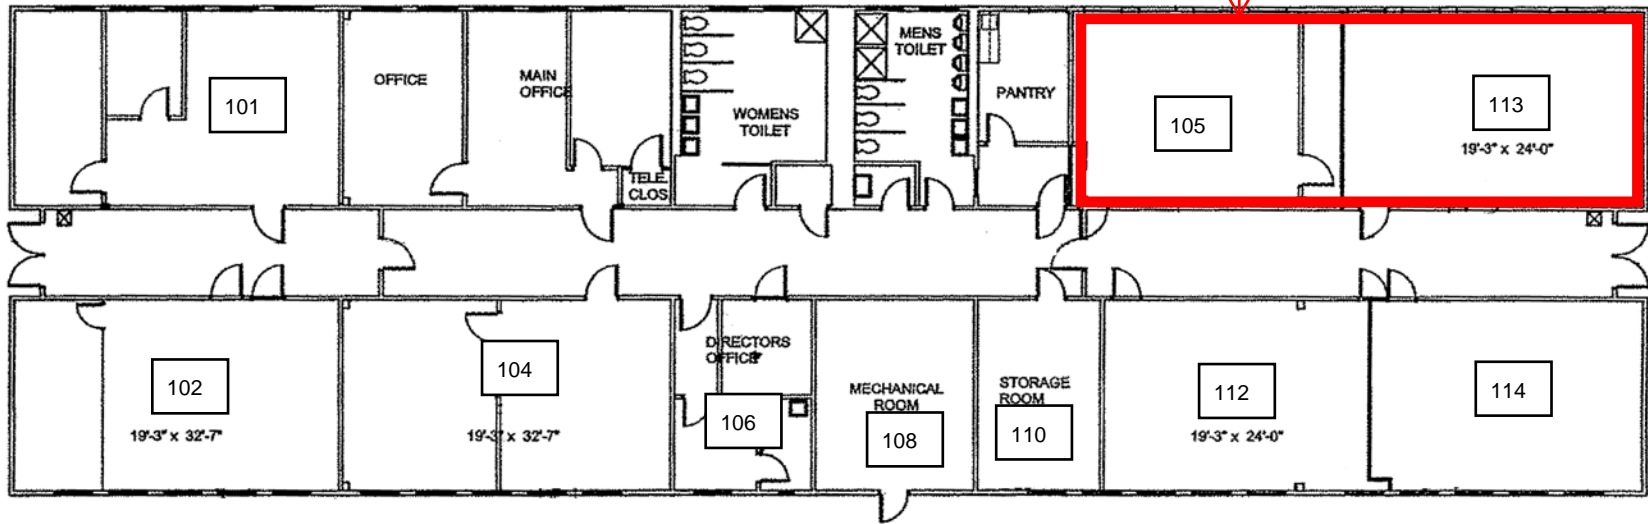 OFFICE
MAIN
OFFICE
101
TELE.
CLOS
WOMENS
TOILET
MENS
TOILET
PANTRY
105
113
19'-3" x 24'-0"
102
19'-3" x 32'-7"
104
19'-3" x 32'-7"
DIRECTORS
OFFICE
106
MECHANICAL
ROOM
108
STORAGE
ROOM
110
112
19'-3" x 24'-0"
114